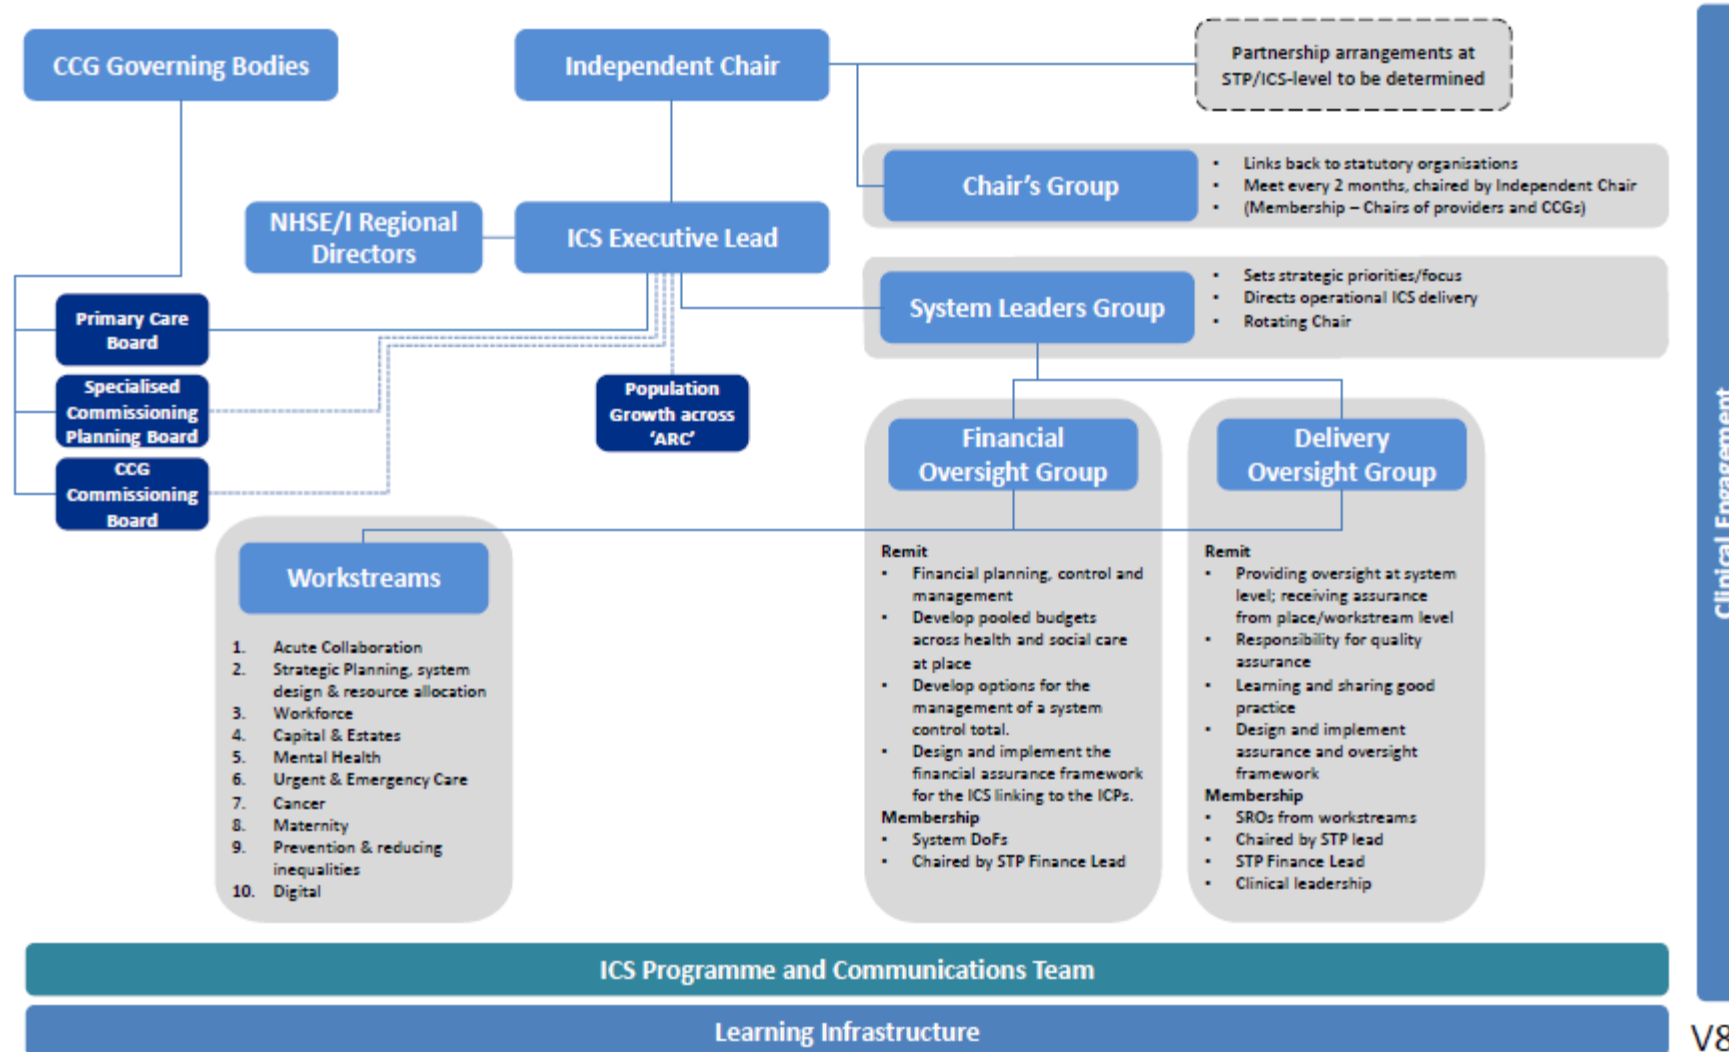 CCG Governing Bodies
Independent Chair
Partnership arrangements at
STP/ICS-level to be determined
Chair's Group
• Links back to statutory organisations
• Meet every 2 months, chaired by Independent Chair
• (Membership – Chairs of providers and CCGs)
NHSE/I Regional
Directors
ICS Executive Lead
System Leaders Group
• Sets strategic priorities/focus
• Directs operational ICS delivery
• Rotating Chair
Primary Care
Board
Specialised
Commissioning
Planning Board
CCG
Commissioning
Board
Population
Growth across
'ARC'
Financial
Oversight Group
Delivery
Oversight Group
Workstreams
1. Acute Collaboration
2. Strategic Planning, system
design & resource allocation
3. Workforce
4. Capital & Estates
5. Mental Health
6. Urgent & Emergency Care
7. Cancer
8. Maternity
9. Prevention & reducing
inequalities
10. Digital
Remit
• Financial planning, control and
management
• Develop pooled budgets
across health and social care
at place
• Develop options for the
management of a system
control total.
• Design and implement the
financial assurance framework
for the ICS linking to the ICPs.
Membership
• System DoFs
• Chaired by STP Finance Lead
Remit
• Providing oversight at system
level; receiving assurance
from place/workstream level
• Responsibility for quality
assurance
• Learning and sharing good
practice
• Design and implement
assurance and oversight
framework
Membership
• SROs from workstreams
• Chaired by STP lead
• STP Finance Lead
• Clinical leadership
Clinical Engagement
ICS Programme and Communications Team
Learning Infrastructure
V8